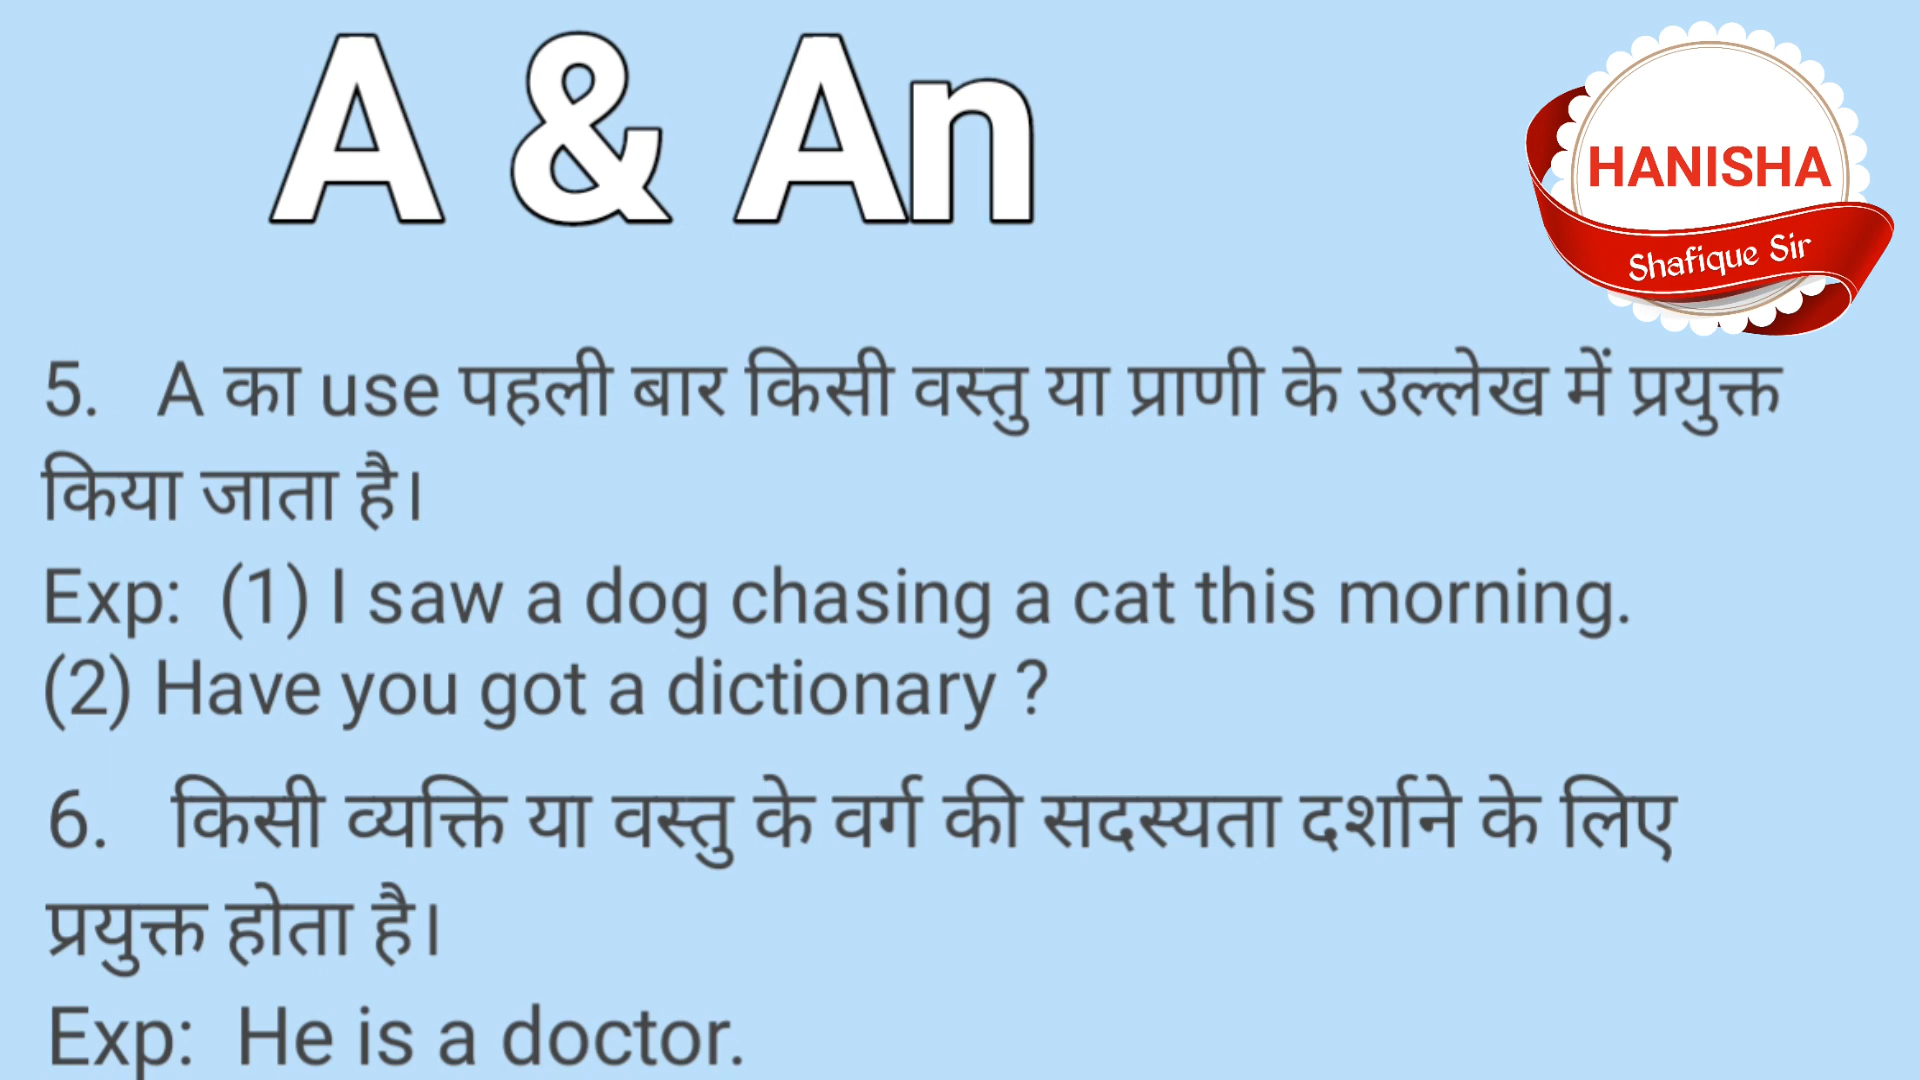 A & An
HANISHA
Shafique Sir
5. A का use पहली बार किसी वस्तु या प्राणी के उल्लेख में प्रयुक्त
किया जाता है।
Exp: (1) I saw a dog chasing a cat this morning.
(2) Have you got a dictionary ?
6. किसी व्यक्ति या वस्तु के वर्ग की सदस्यता दर्शाने के लिए
प्रयुक्त होता है।
Exp: He is a doctor.